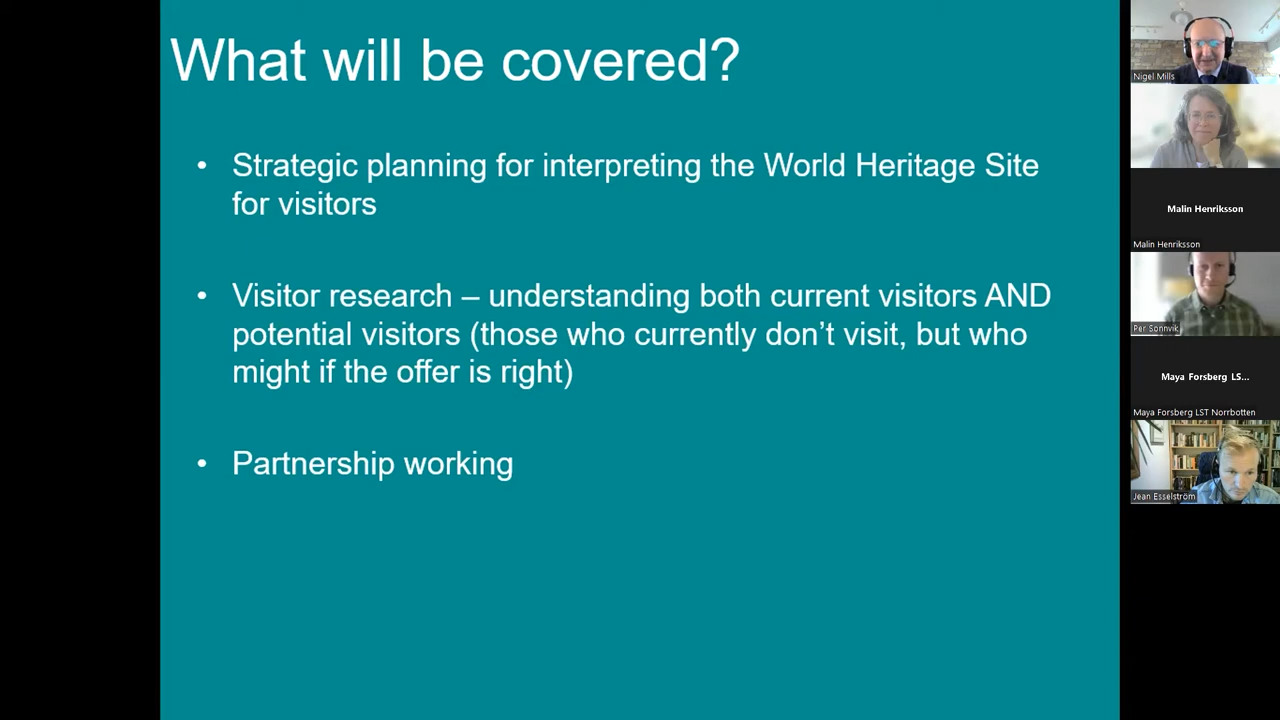 What will be covered?
• Strategic planning for interpreting the World Heritage Site
for visitors
• Visitor research – understanding both current visitors AND
potential visitors (those who currently don’t visit, but who
might if the offer is right)
• Partnership working
Nigel Mills
Malin Henriksson
Malin Henriksson
Per Sonnvik
Maya Forsberg LS...
Maya Forsberg LST Norrbotten
Jean Esselström